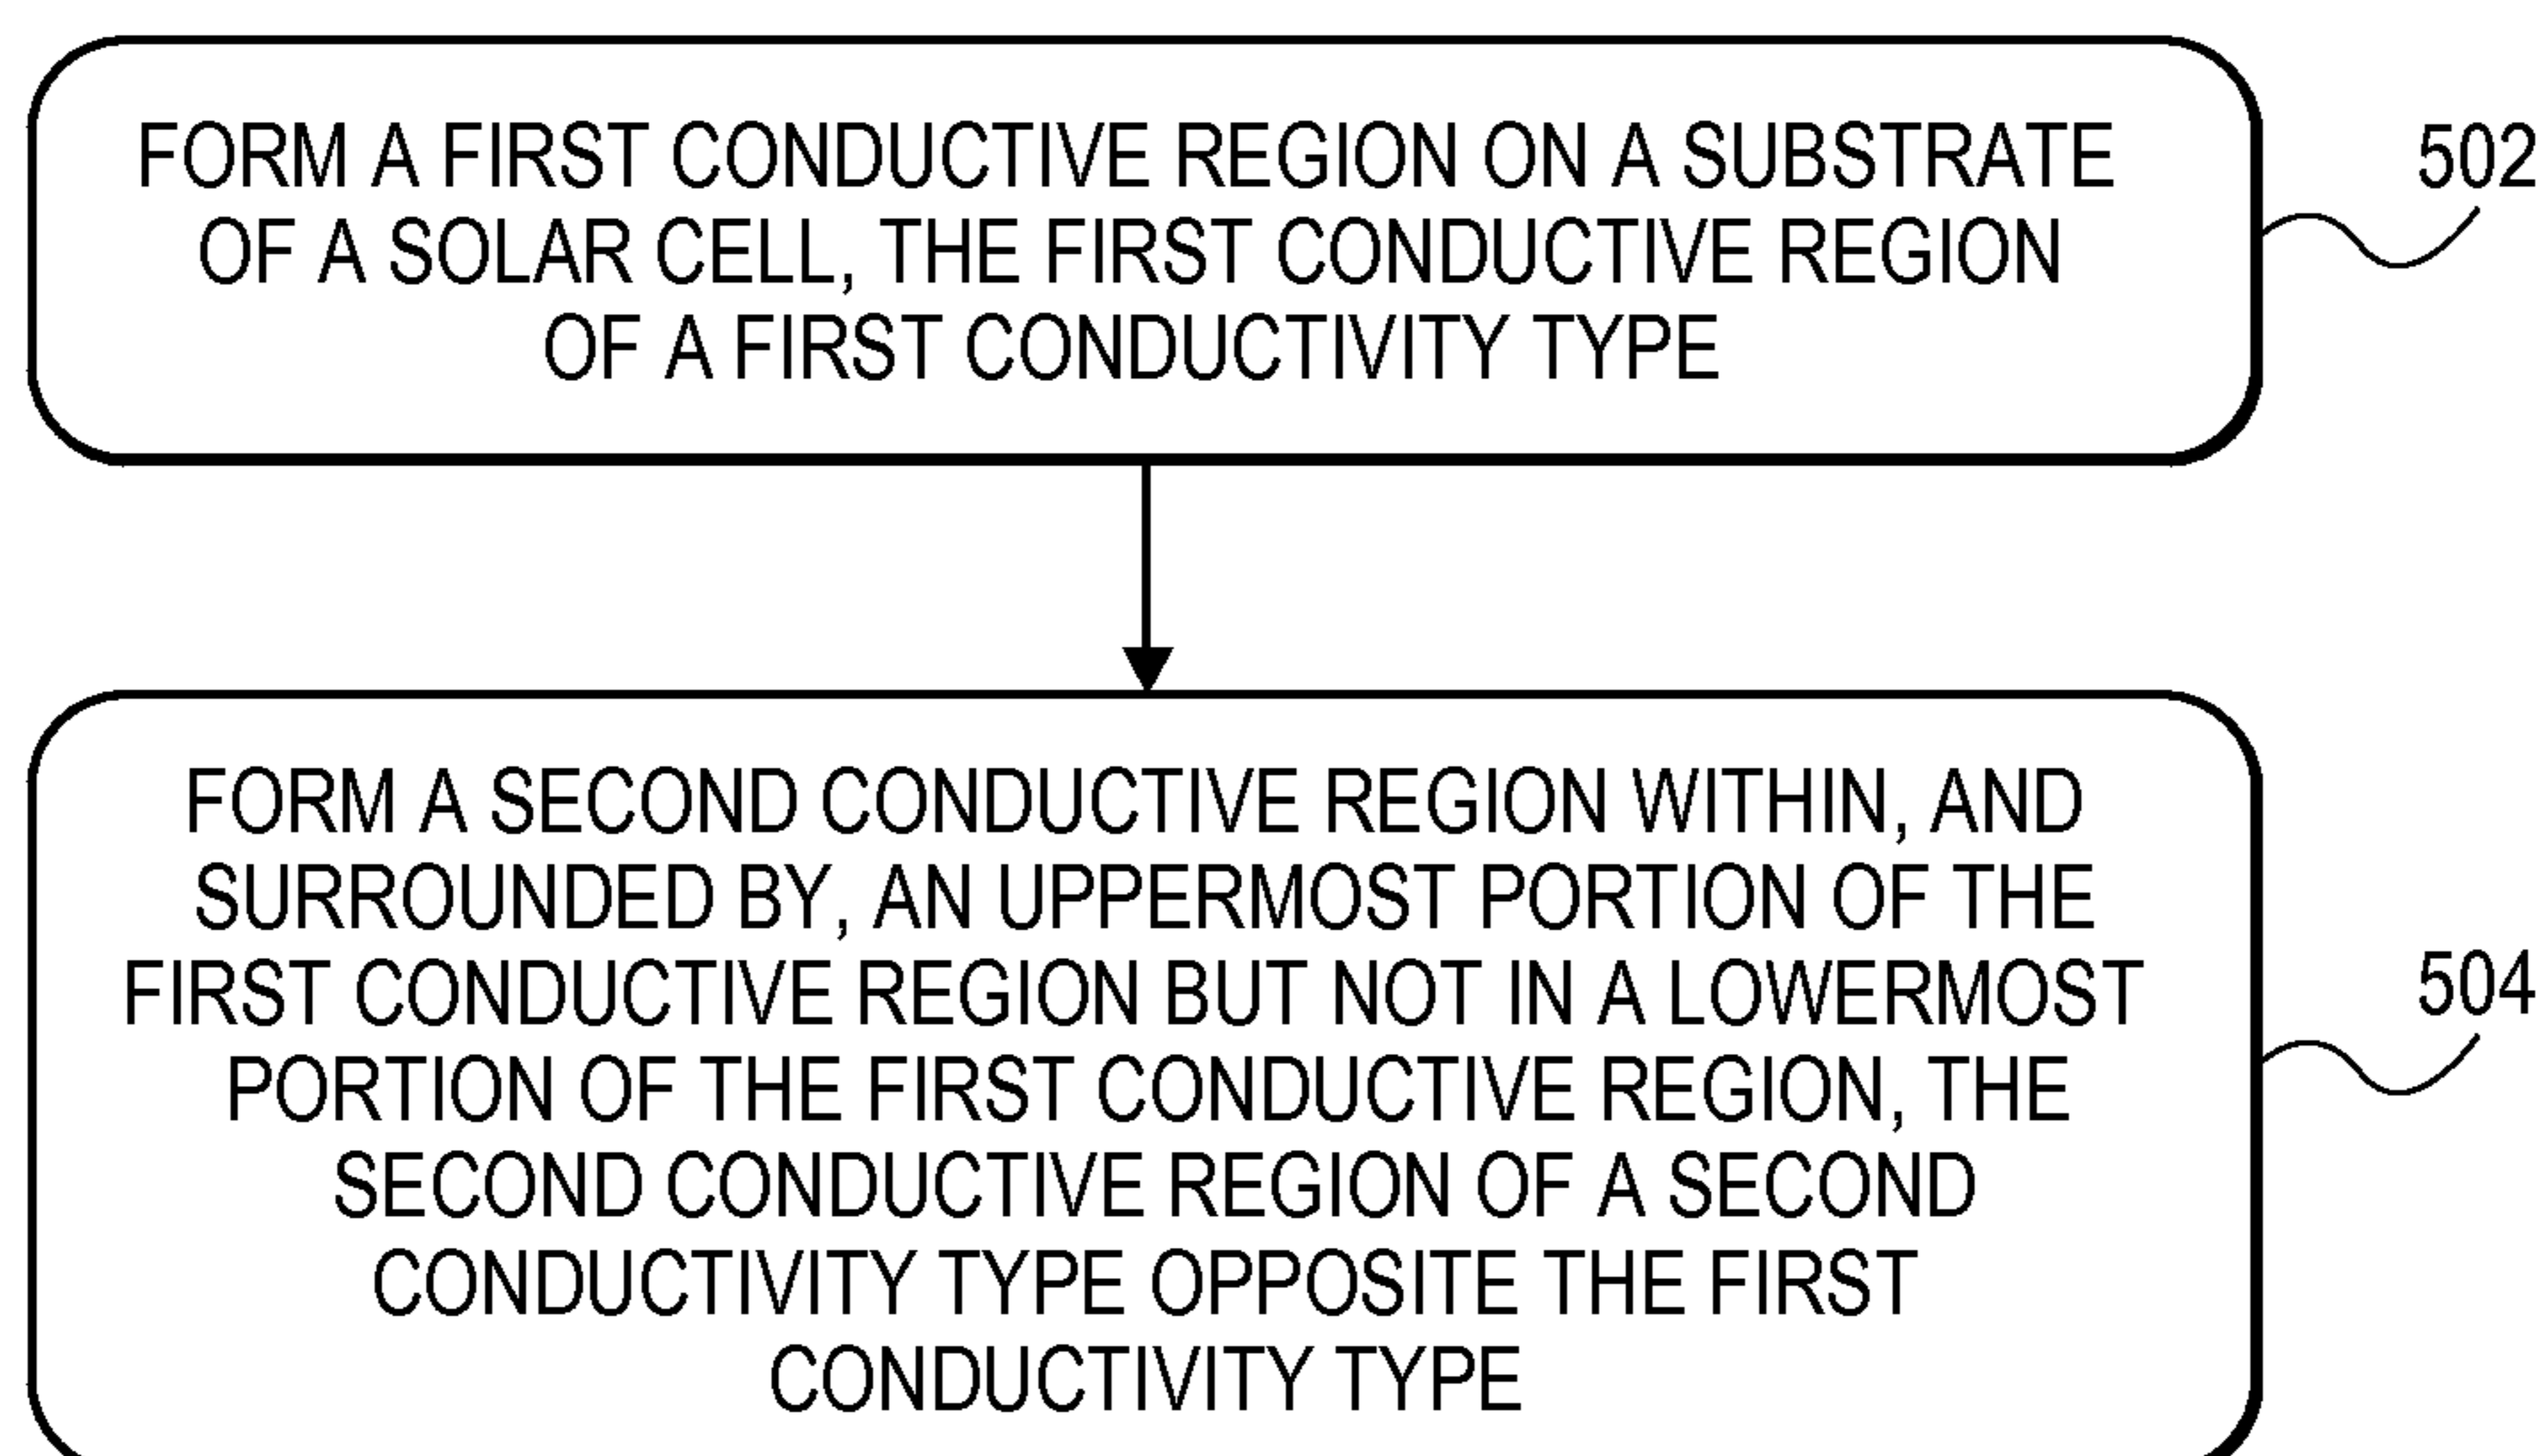 FORM A FIRST CONDUCTIVE REGION ON A SUBSTRATE
OF A SOLAR CELL, THE FIRST CONDUCTIVE REGION
OF A FIRST CONDUCTIVITY TYPE
502
FORM A SECOND CONDUCTIVE REGION WITHIN, AND
SURROUNDED BY, AN UPPERMOST PORTION OF THE
FIRST CONDUCTIVE REGION BUT NOT IN A LOWERMOST
PORTION OF THE FIRST CONDUCTIVE REGION, THE
SECOND CONDUCTIVE REGION OF A SECOND
CONDUCTIVITY TYPE OPPOSITE THE FIRST
CONDUCTIVITY TYPE
504